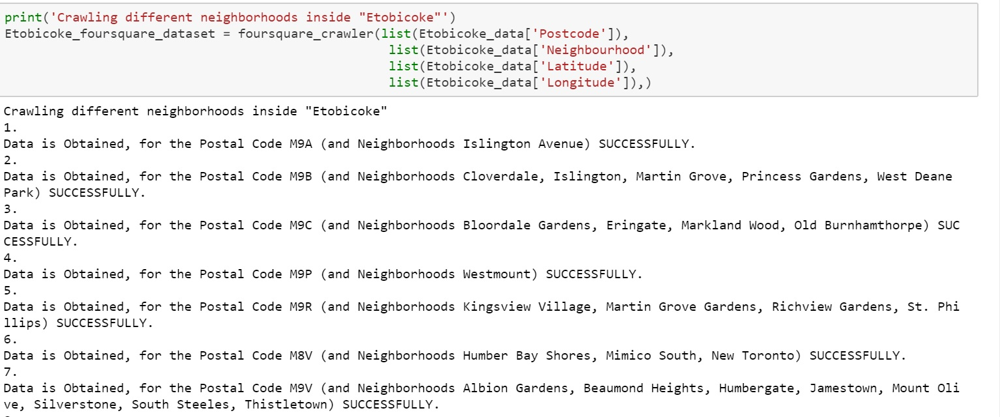 print('Crawling different neighborhoods inside "Etobicoke"')
Etobicoke_foursquare_dataset = foursquare_crawler(list(Etobicoke_data['Postcode']),
list(Etobicoke_data['Neighbourhood']),
list(Etobicoke_data['Latitude']),
list(Etobicoke_data['Longitude']),)
Crawling different neighborhoods inside "Etobicoke"
1.
Data is Obtained, for the Postal Code M9A (and Neighborhoods Islington Avenue) SUCCESSFULLY.
2.
Data is Obtained, for the Postal Code M9B (and Neighborhoods Cloverdale, Islington, Martin Grove, Princess Gardens, West Deane
Park) SUCCESSFULLY.
3.
Data is Obtained, for the Postal Code M9C (and Neighborhoods Bloordale Gardens, Eringate, Markland Wood, Old Burnhamthorpe) SUC
CESSFULLY.
4.
Data is Obtained, for the Postal Code M9P (and Neighborhoods Westmount) SUCCESSFULLY.
5.
Data is Obtained, for the Postal Code M9R (and Neighborhoods Kingsview Village, Martin Grove Gardens, Richview Gardens, St. Phi
llips) SUCCESSFULLY.
6.
Data is Obtained, for the Postal Code M8V (and Neighborhoods Humber Bay Shores, Mimico South, New Toronto) SUCCESSFULLY.
7.
Data is Obtained, for the Postal Code M9V (and Neighborhoods Albion Gardens, Beaumond Heights, Humbergate, Jamestown, Mount Oli
ve, Silverstone, South Steeles, Thistletown) SUCCESSFULLY.